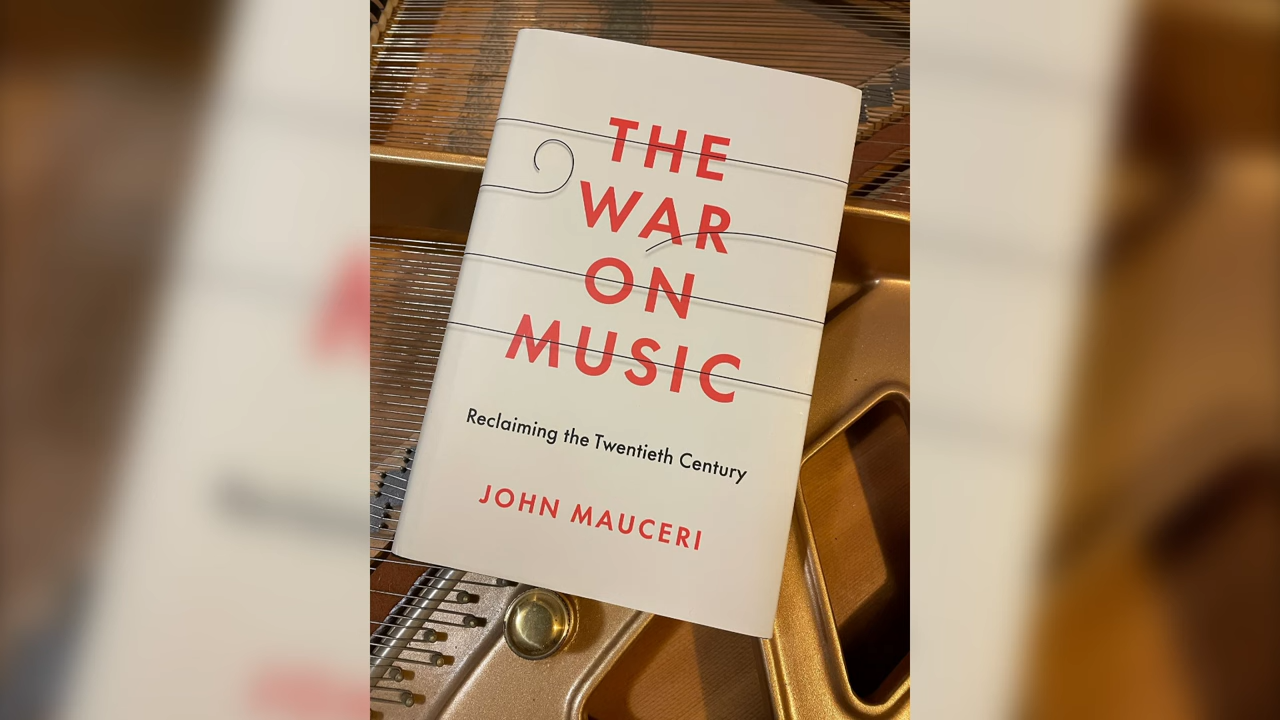 THE
WAR
ON
MUSIC
Reclaiming the Twentieth Century
JOHN MAUCERI